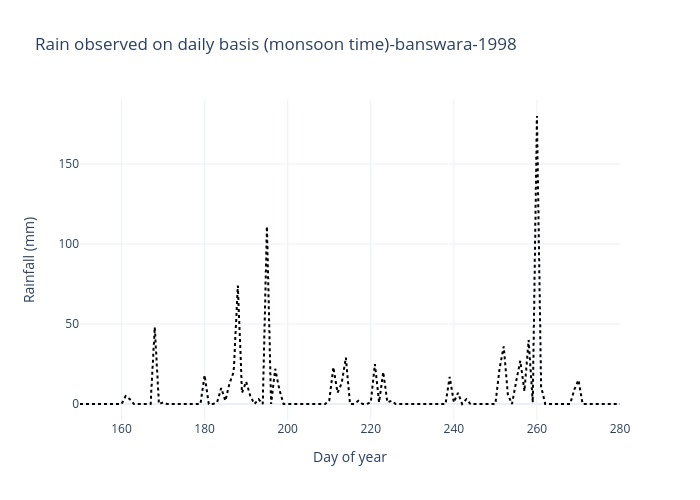 Rain observed on daily basis (monsoon time)-banswara-1998
150
100
50
0
Rainfall (mm)
160 180 200 220 240 260 280
Day of year